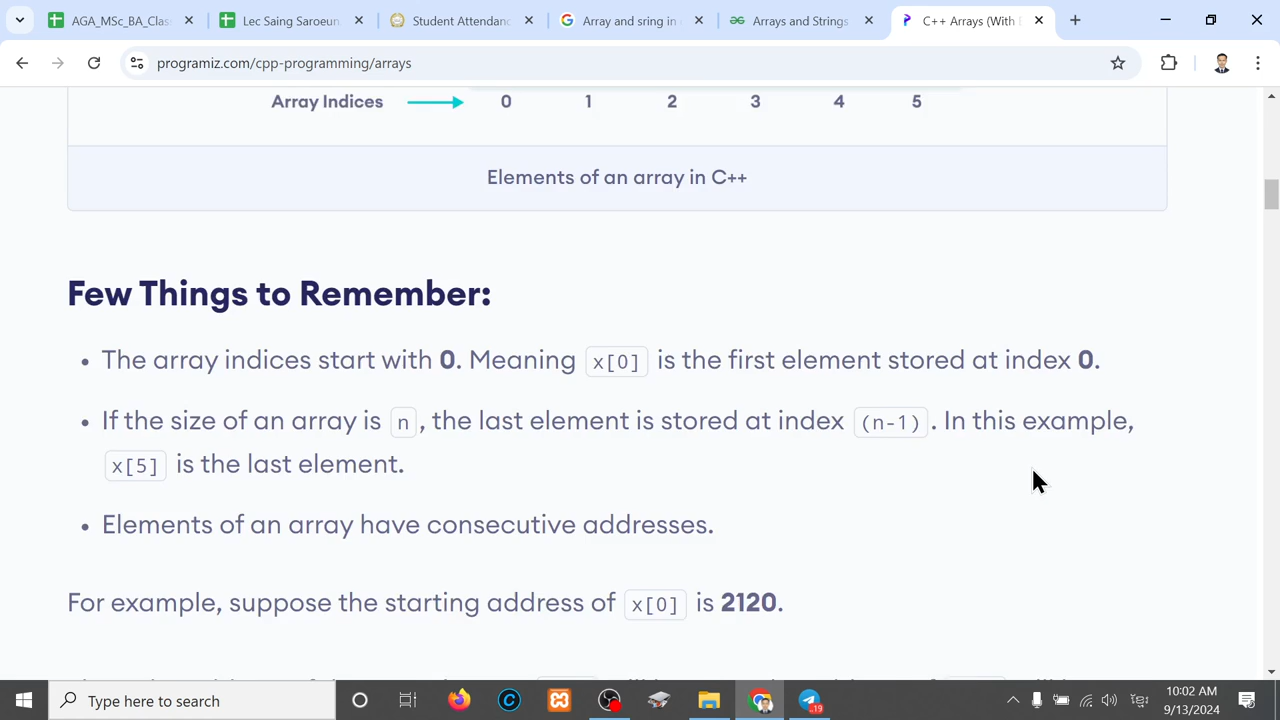 AGA_MSc_BA_Clas
Lec Saing Saroeun
Student Attendanc
Array and sring in
Arrays and Strings
C++ Arrays (With
programiz.com/cpp-programming/arrays
Array Indices 0 1 2 3 4 5
Elements of an array in C++
Few Things to Remember:
• The array indices start with 0. Meaning x[0] is the first element stored at index 0.
• If the size of an array is n, the last element is stored at index (n-1). In this example,
x[5] is the last element.
• Elements of an array have consecutive addresses.
For example, suppose the starting address of x[0] is 2120.
Type here to search
19
10:02 AM
9/13/2024